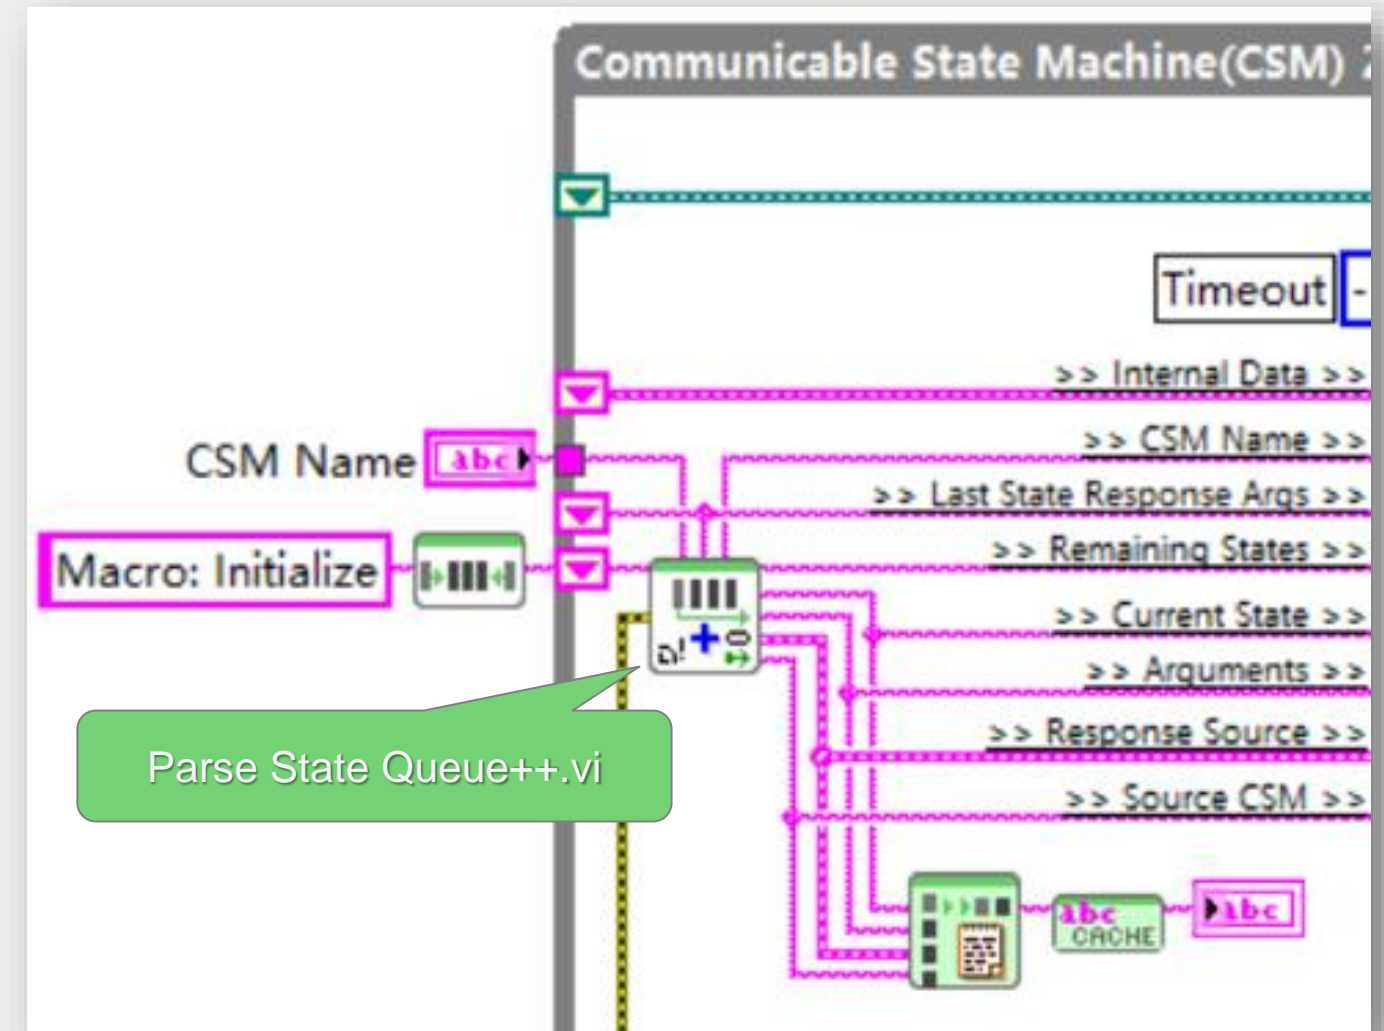 Communicable State Machine(CSM)
Timeout
-
>> Internal Data >>
>> CSM Name >>
CSM Name
abc
>> Last State Response Args >>
>> Remaining States >>
Macro: Initialize
>> Current State >>
>> Arguments >>
>> Response Source >>
Parse State Queue++.vi
>> Source CSM >>
abc
CACHE
abc